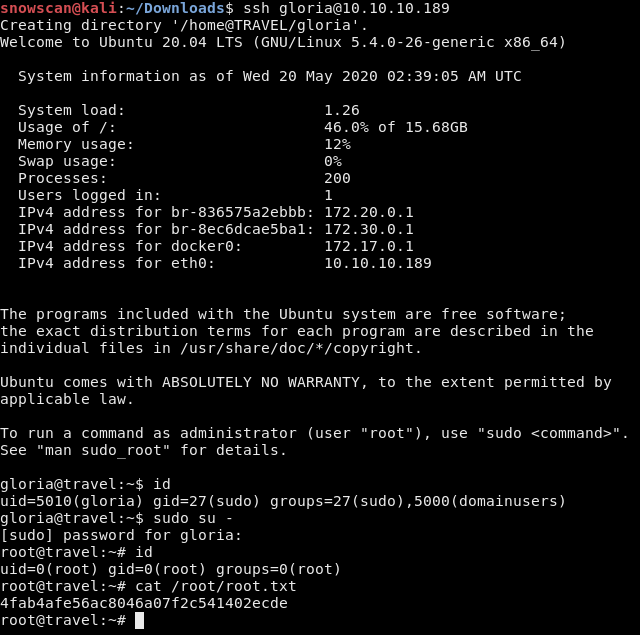 snowscan@kali:~/Downloads$ ssh gloria@10.10.10.189
Creating directory '/home@TRAVEL/gloria'.
Welcome to Ubuntu 20.04 LTS (GNU/Linux 5.4.0-26-generic x86_64)
System information as of Wed 20 May 2020 02:39:05 AM UTC
System load: 1.26
Usage of /: 46.0% of 15.68GB
Memory usage: 12%
Swap usage: 0%
Processes: 200
Users logged in: 1
IPv4 address for br-836575a2ebbb: 172.20.0.1
IPv4 address for br-8ec6dcae5ba1: 172.30.0.1
IPv4 address for docker0: 172.17.0.1
IPv4 address for eth0: 10.10.10.189
The programs included with the Ubuntu system are free software;
the exact distribution terms for each program are described in the
individual files in /usr/share/doc/*/copyright.
Ubuntu comes with ABSOLUTELY NO WARRANTY, to the extent permitted by
applicable law.
To run a command as administrator (user "root"), use "sudo <command>".
See "man sudo_root" for details.
gloria@travel:~$ id
uid=5010(gloria) gid=27(sudo) groups=27(sudo),5000(domainusers)
gloria@travel:~$ sudo su -
[sudo] password for gloria:
root@travel:~# id
uid=0(root) gid=0(root) groups=0(root)
root@travel:~# cat /root/root.txt
4fab4afe56ac8046a07f2c541402ecde
root@travel:~#